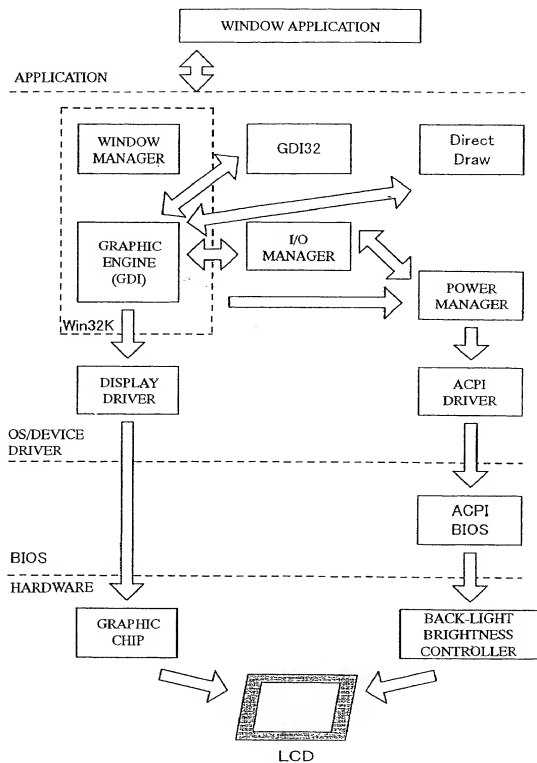 WINDOW APPLICATION
APPLICATION
WINDOW
MANAGER
GDI32
Direct
Draw
GRAPHIC
ENGINE
(GDI)
I/O
MANAGER
POWER
MANAGER
Win32K
DISPLAY
DRIVER
ACPI
DRIVER
OS/DEVICE
DRIVER
ACPI
BIOS
BIOS
HARDWARE
GRAPHIC
CHIP
BACK-LIGHT
BRIGHTNESS
CONTROLLER
LCD